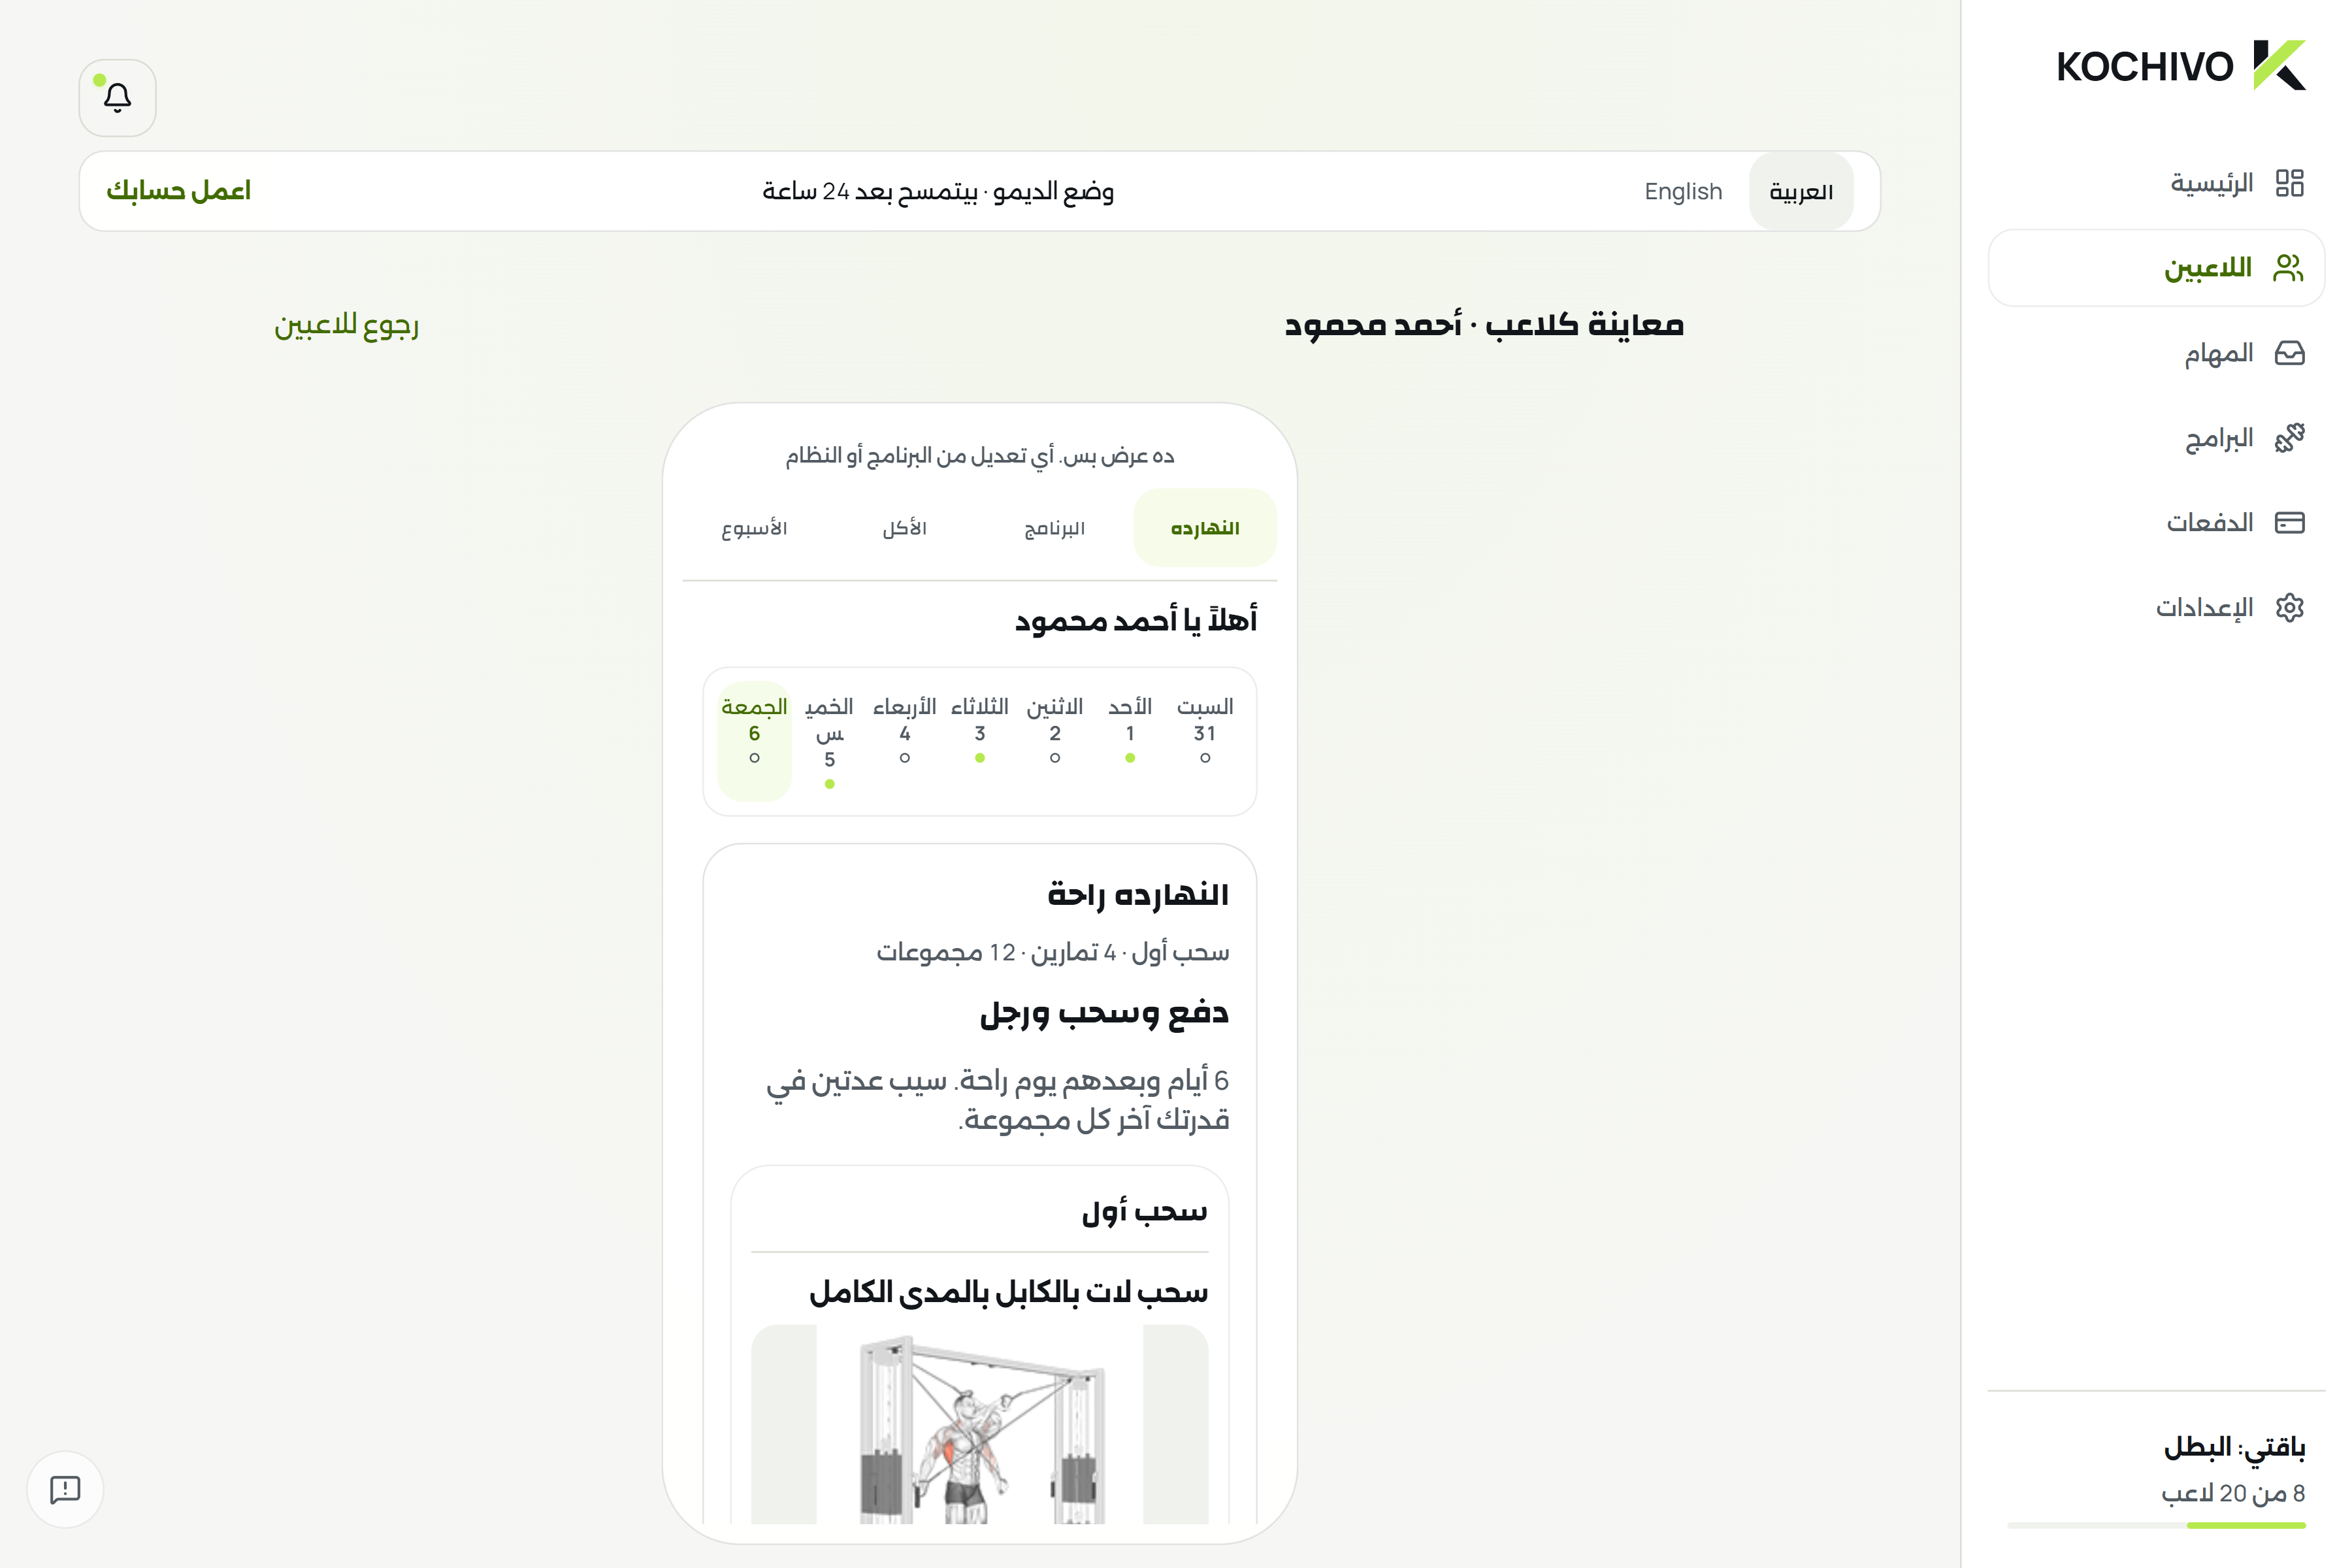 KOCHIVO
الرئيسية
اللاعبين
المهام
البرامج
الدفعات
الإعدادات
باقتي: البطل
8 من 20 لاعب
العربية
English
وضع الديمو · بيتمسح بعد 24 ساعة
اعمل حسابك
معاينة كلاعب · أحمد محمود
رجوع للاعبين
ده عرض بس. أي تعديل من البرنامج أو النظام
النهارده
البرنامج
الأكل
الأسبوع
أهلاً يا أحمد محمود
السبت
31
الأحد
1
الاثنين
2
الثلاثاء
3
الأربعاء
4
الخمي
س
5
الجمعة
6
النهارده راحة
سحب أول · 4 تمارين · 12 مجموعات
دفع وسحب ورجل
6 أيام وبعدهم يوم راحة. سيب عدتين في
قدرتك آخر كل مجموعة.
سحب أول
سحب لات بالكابل بالمدى الكامل